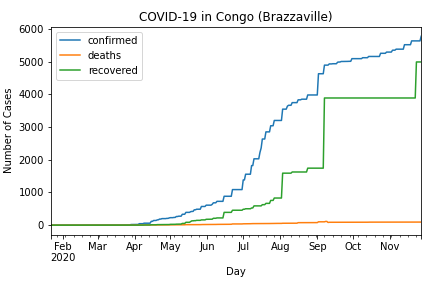 COVID-19 in Congo (Brazzaville)
confirmed
deaths
recovered
Number of Cases
6000
5000
4000
3000
2000
1000
0
Feb Mar Apr May Jun Jul Aug Sep Oct Nov
2020
Day